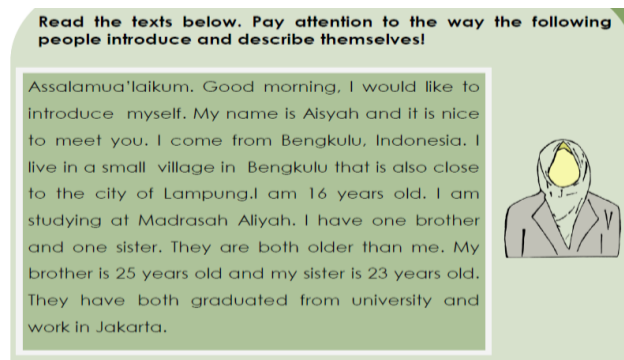 Read the texts below. Pay attention to the way the following
people introduce and describe themselves!
Assalamua'laikum. Good morning, I would like to
introduce myself. My name is Aisyah and it is nice
to meet you. I come from Bengkulu, Indonesia. I
live in a small village in Bengkulu that is also close
to the city of Lampung.I am 16 years old. I am
studying at Madrasah Aliyah. I have one brother
and one sister. They are both older than me. My
brother is 25 years old and my sister is 23 years old.
They have both graduated from university and
work in Jakarta.